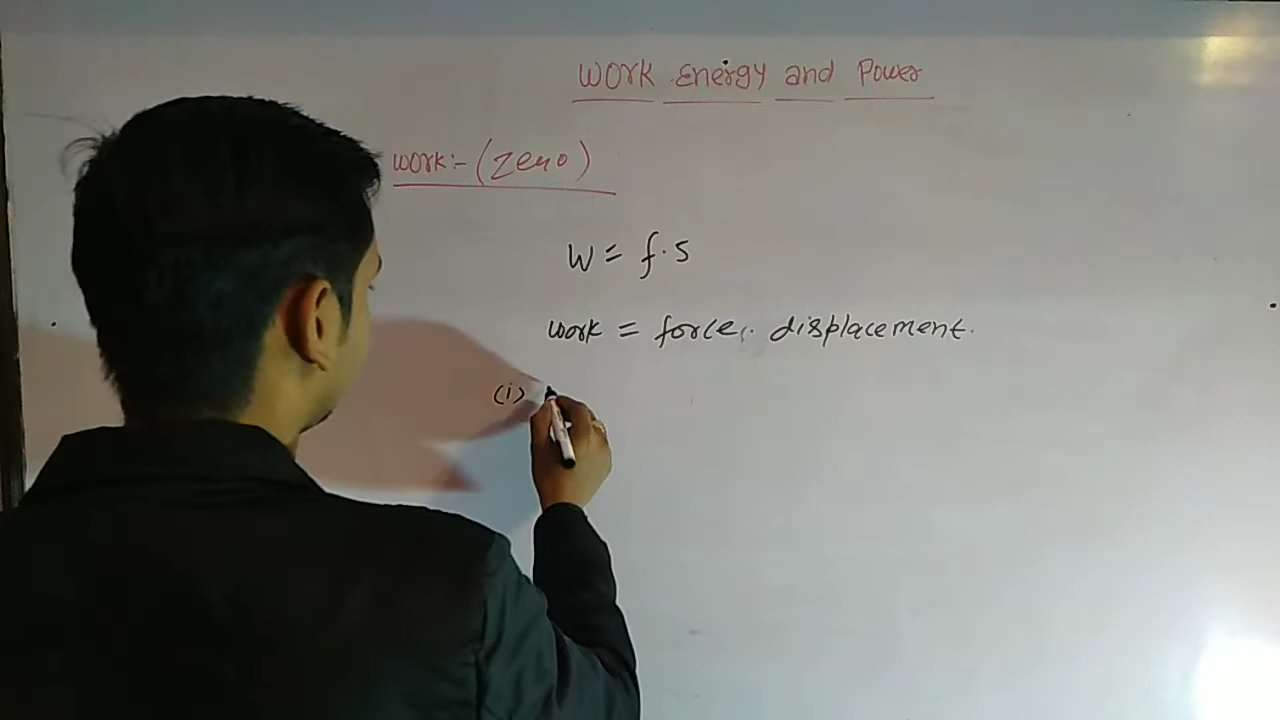 Work Energy and Power
work:- (zero)
W = f.s
work = force. displacement.
(i)